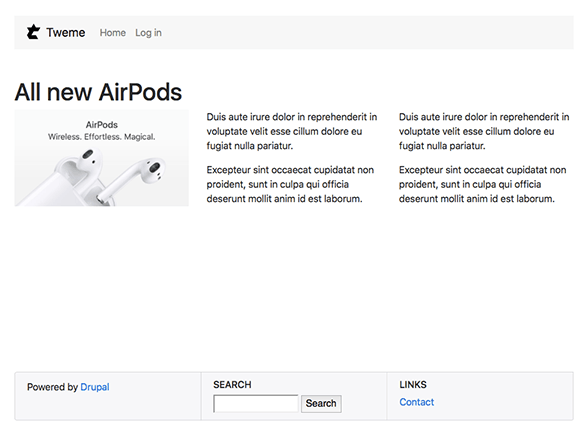 Tweme Home Log in
All new AirPods
AirPods
Wireless. Effortless. Magical.
Duis aute irure dolor in reprehenderit in
voluptate velit esse cillum dolore eu
fugiat nulla pariatur.
Excepteur sint occaecat cupidatat non
proident, sunt in culpa qui officia
deserunt mollit anim id est laborum.
Duis aute irure dolor in reprehenderit in
voluptate velit esse cillum dolore eu
fugiat nulla pariatur.
Excepteur sint occaecat cupidatat non
proident, sunt in culpa qui officia
deserunt mollit anim id est laborum.
Powered by Drupal
SEARCH
Search
LINKS
Contact